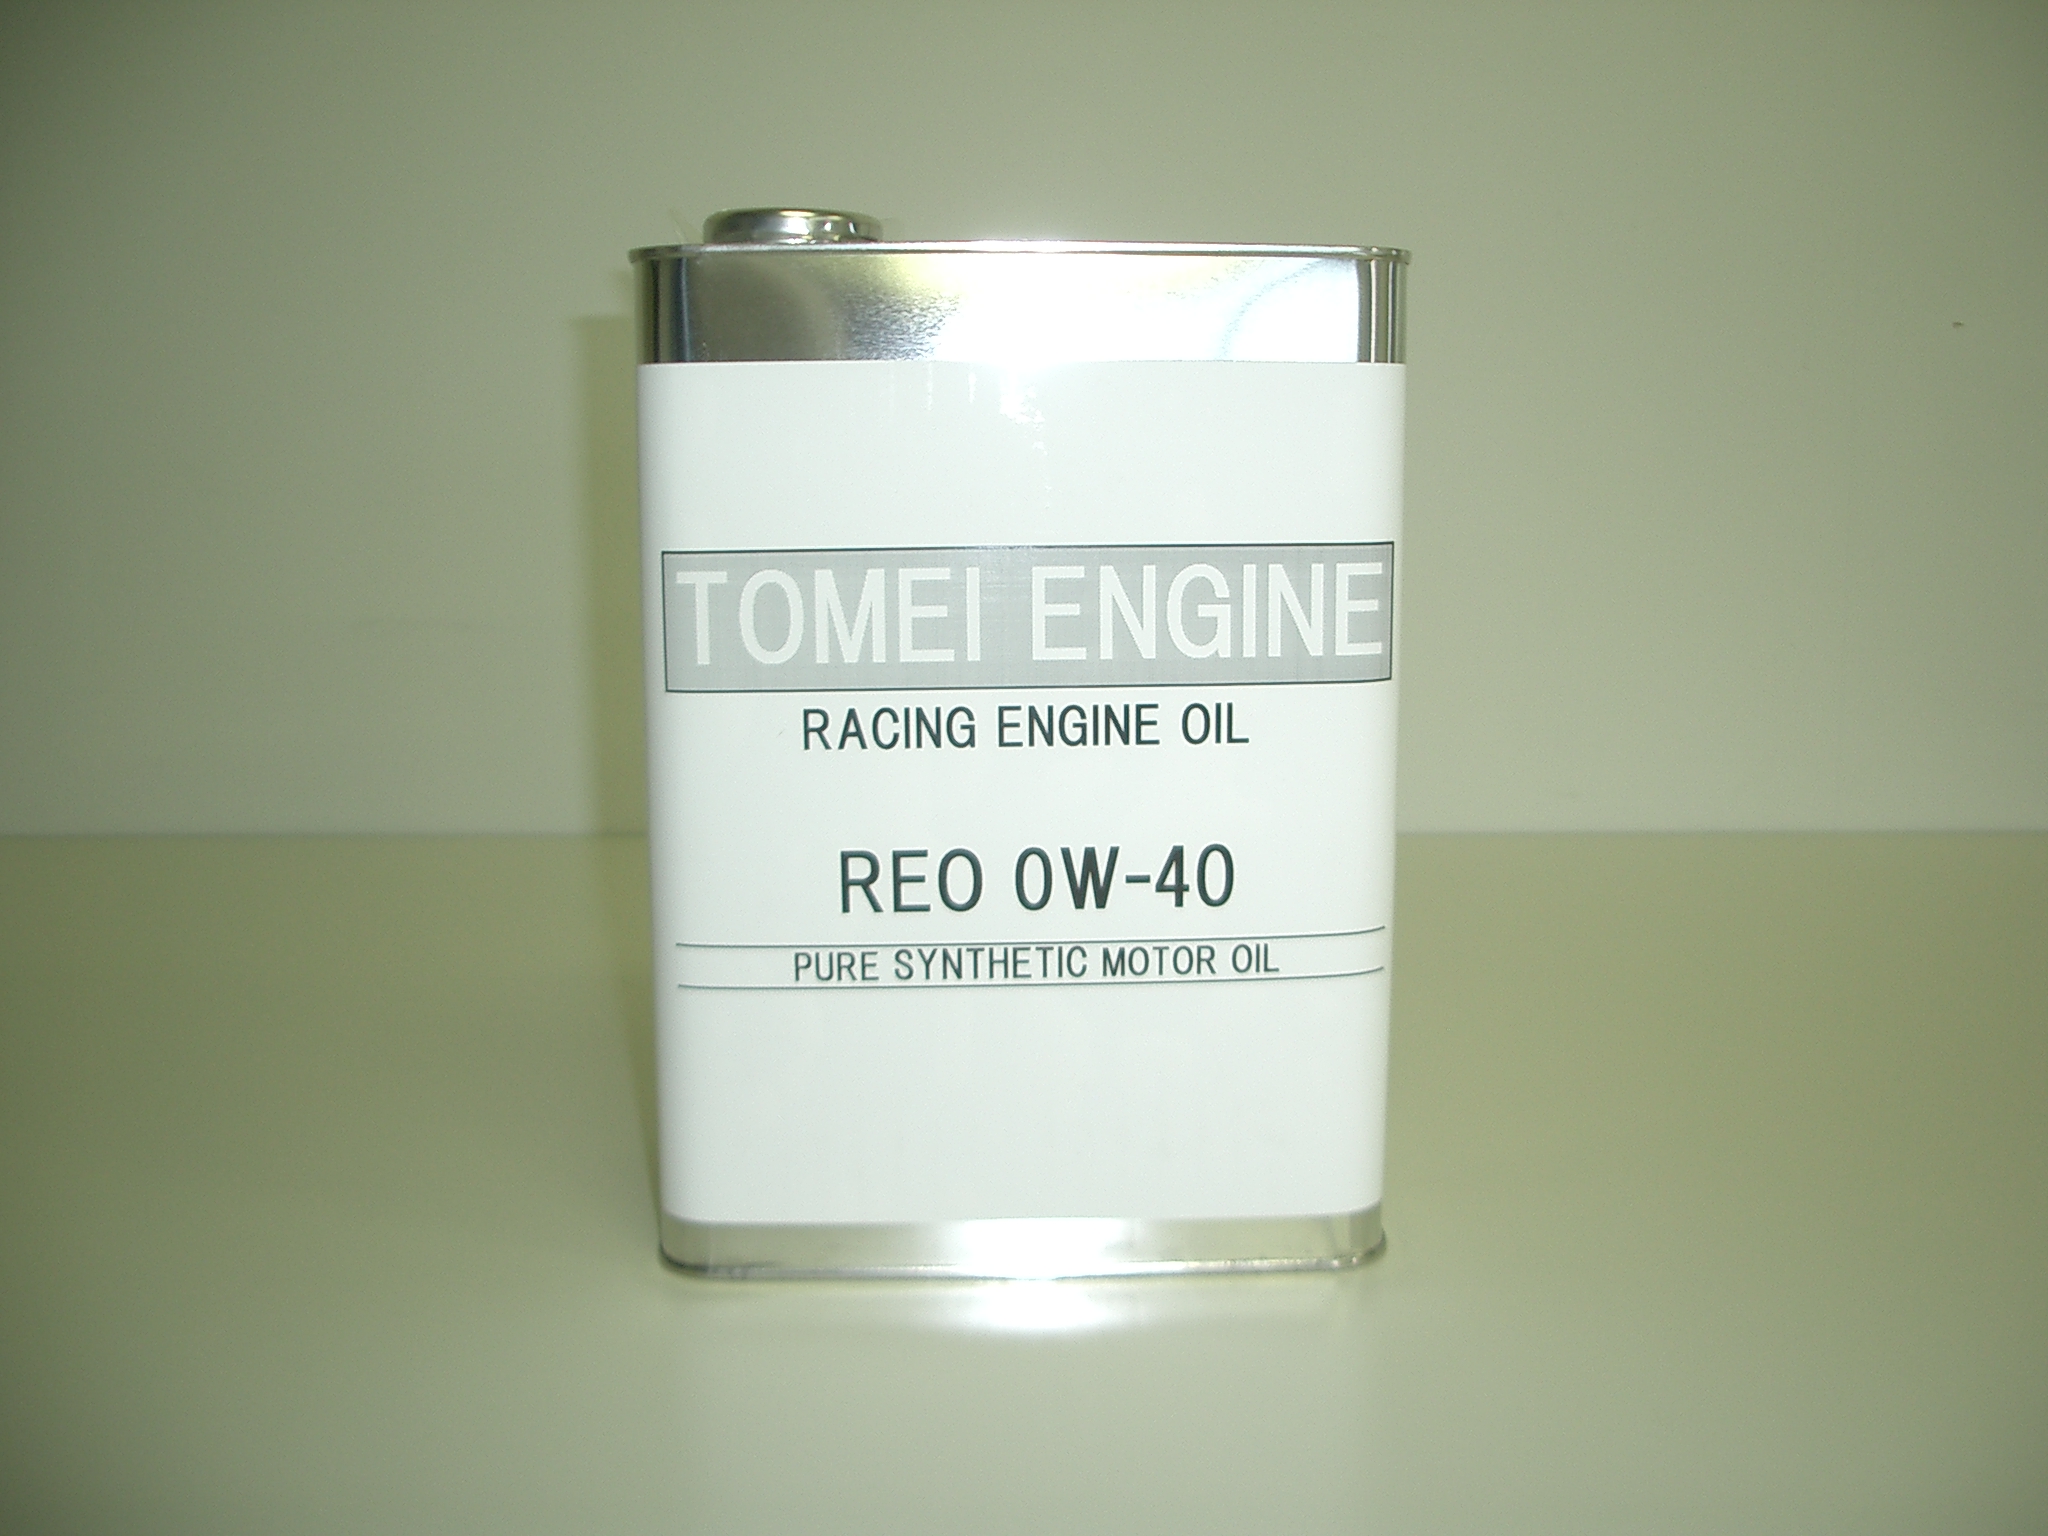 TOMEI ENGINE
RACING ENGINE OIL
REO 0W-40
PURE SYNTHETIC MOTOR OIL